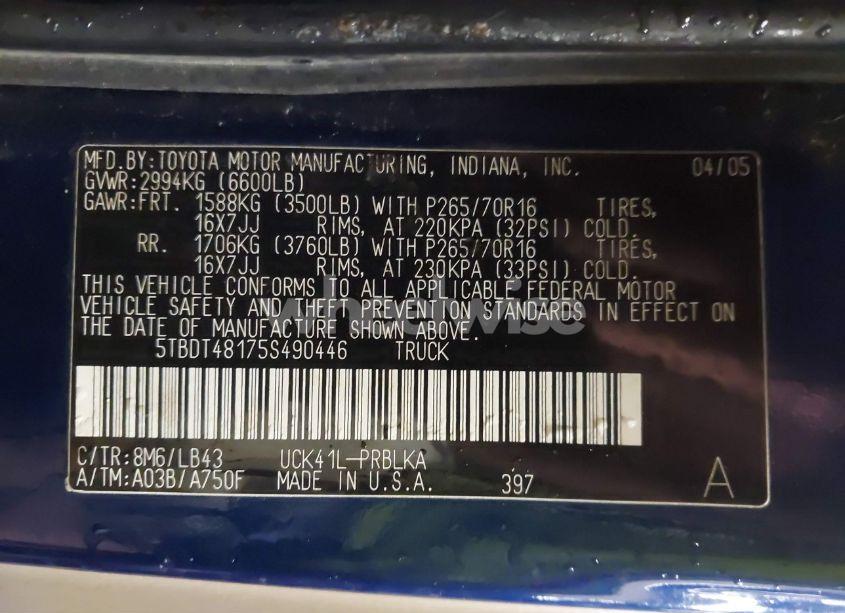 MFD.BY:TOYOTA MOTOR MANUFACTURING, INDIANA, INC. 04/05
GVWR:2994KG (6600LB)
GAWR:FRT. 1588KG (3500LB) WITH P265/70R16 TIRES,
16X7JJ RIMS, AT 220KPA (32PSI) COLD.
RR. 1706KG (3760LB) WITH P265/70R16 TIRES,
16X7JJ RIMS, AT 230KPA (33PSI) COLD.
THIS VEHICLE CONFORMS TO ALL APPLICABLE FEDERAL MOTOR
VEHICLE SAFETY AND THEFT PREVENTION STANDARDS IN EFFECT ON
THE DATE OF MANUFACTURE SHOWN ABOVE.
wheelwise
5TBDT48175S490446 TRUCK
C/TR:8M6/LB43 UCK41L-PRBLKA
A/TM:A03B/A750F MADE IN U.S.A. 397 A